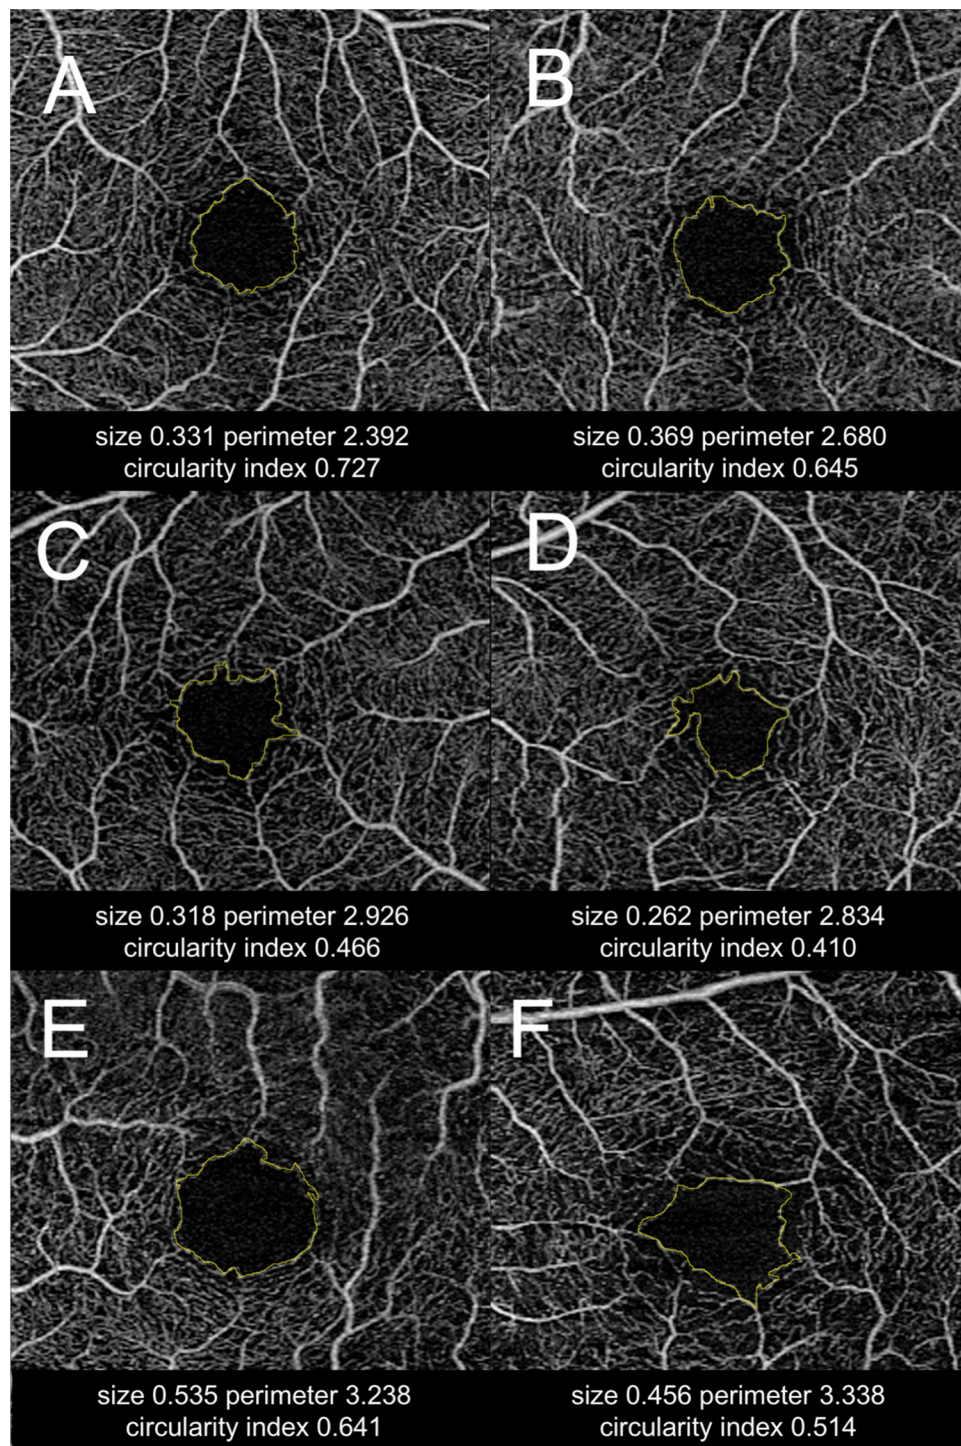 A
B
size 0.331 perimeter 2.392
circularity index 0.727
size 0.369 perimeter 2.680
circularity index 0.645
C
D
size 0.318 perimeter 2.926
circularity index 0.466
size 0.262 perimeter 2.834
circularity index 0.410
E
F
size 0.535 perimeter 3.238
circularity index 0.641
size 0.456 perimeter 3.338
circularity index 0.514